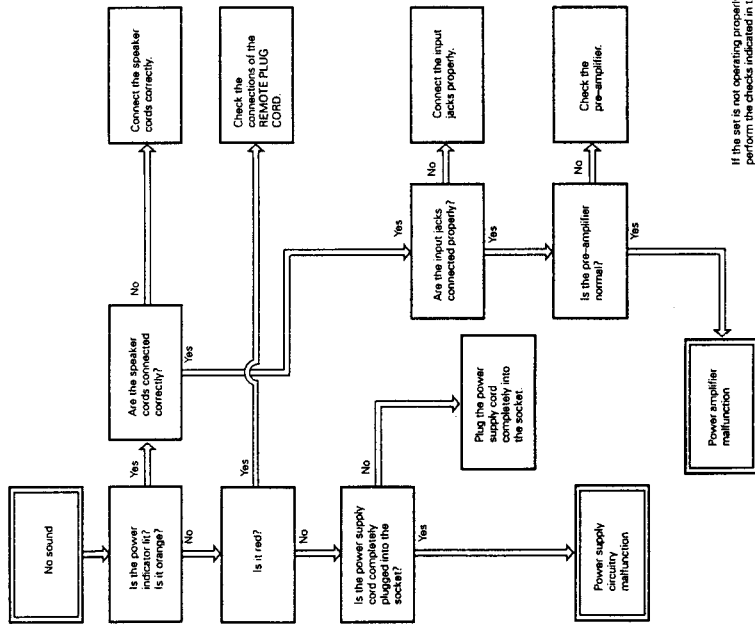 No sound
Is the power
indicator lit?
Is it orange?
Yes
No
Are the speaker
cords connected
correctly?
No
Yes
Connect the speaker
cords correctly.
Is it red?
Yes
No
Check the
connections of the
REMOTE PLUG
CORD.
Is the power supply
cord completely
plugged into the
socket?
No
Yes
Plug the power
supply cord
completely into
the socket.
Power supply
circuitry
malfunction
Yes
Are the input jacks
connected properly?
No
Yes
Connect the input
jacks properly.
Is the pre-amplifier
normal?
No
Yes
Check the
pre-amplifier.
Power amplifier
malfunction
If the set is not operating properly
perform the checks indicated in